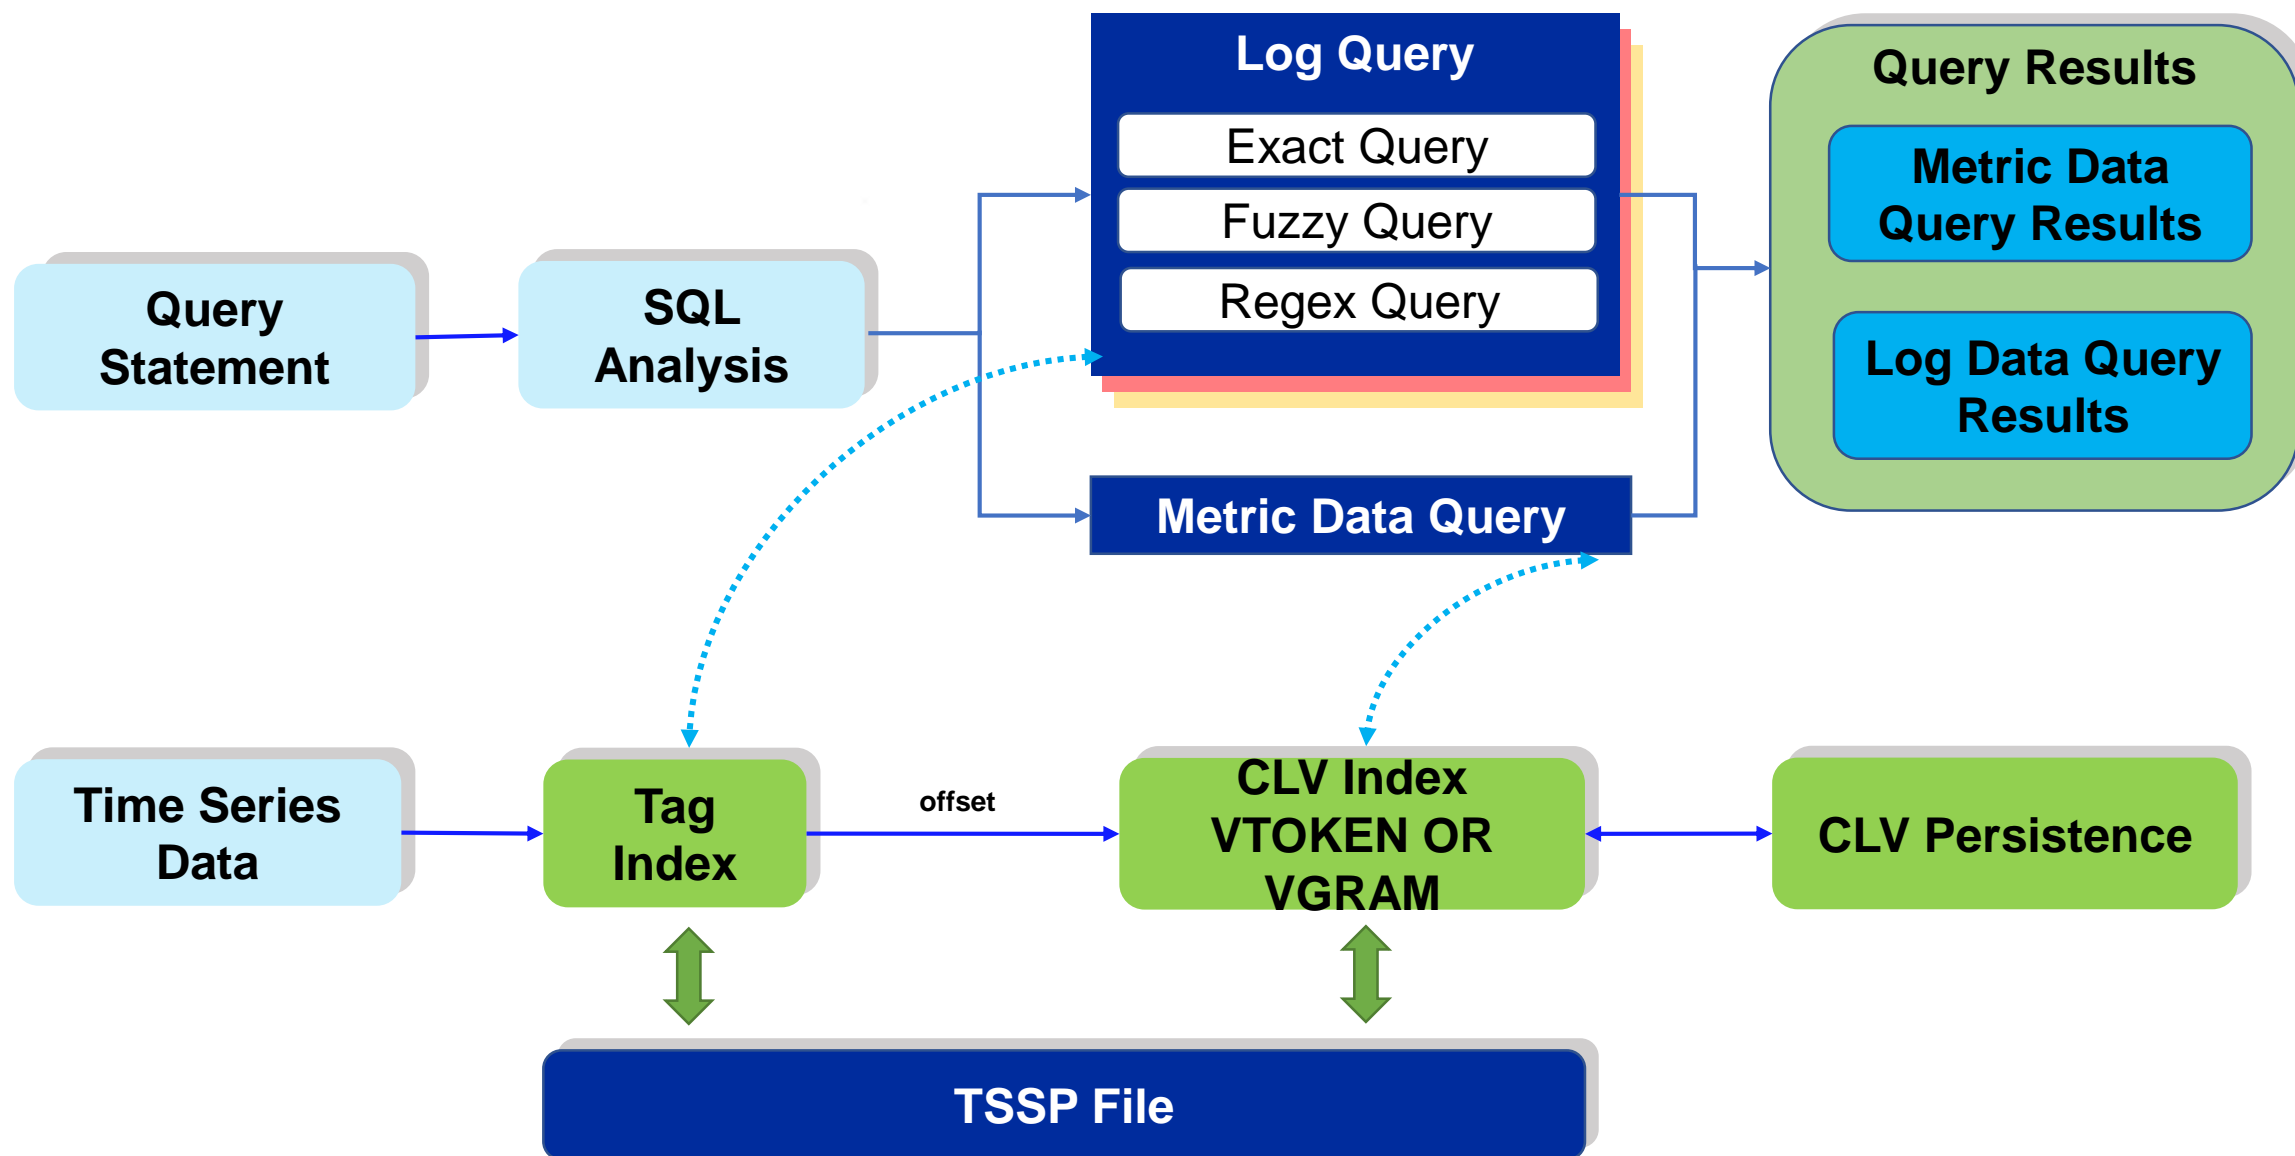 Log Query
Exact Query
Fuzzy Query
Regex Query
Query Results
Metric Data
Query Results
Log Data Query
Results
Query
Statement
SQL
Analysis
Metric Data Query
Time Series
Data
Tag
Index
offset
CLV Index
VTOKEN OR
VGRAM
CLV Persistence
TSSP File